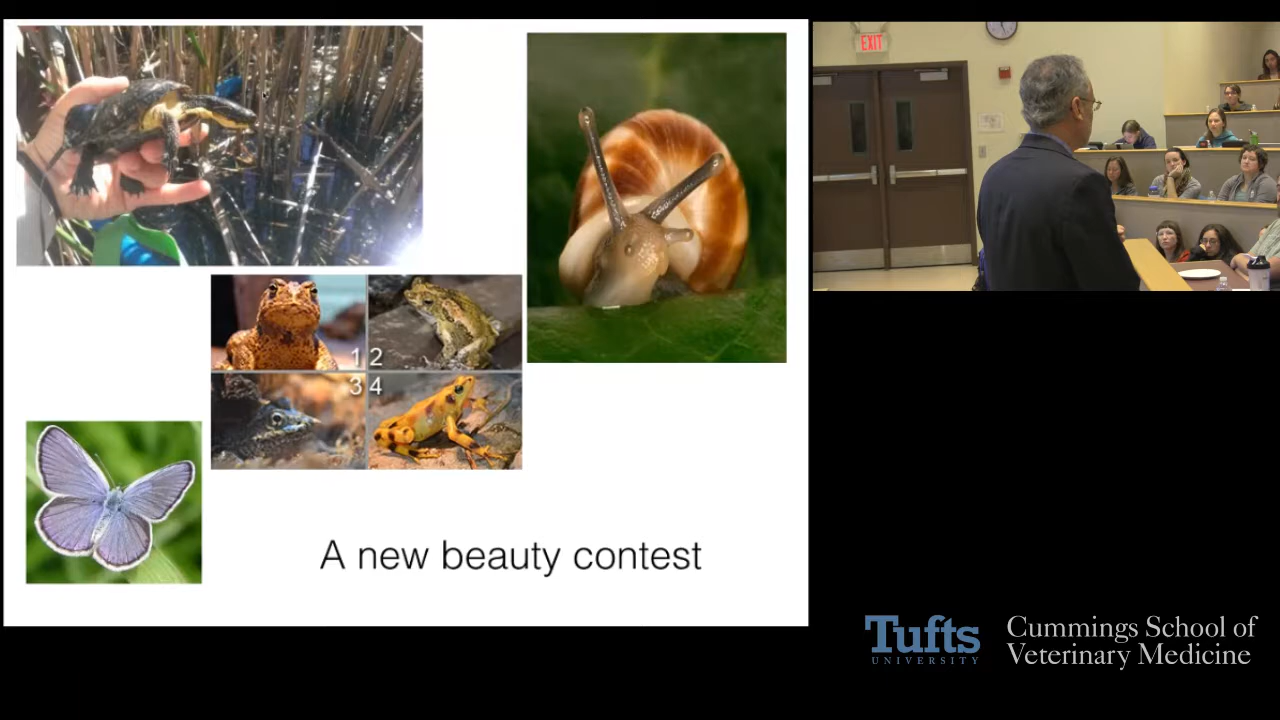 EXIT
1 2
3 4
A new beauty contest
Tufts
UNIVERSITY
Cummings School of
Veterinary Medicine